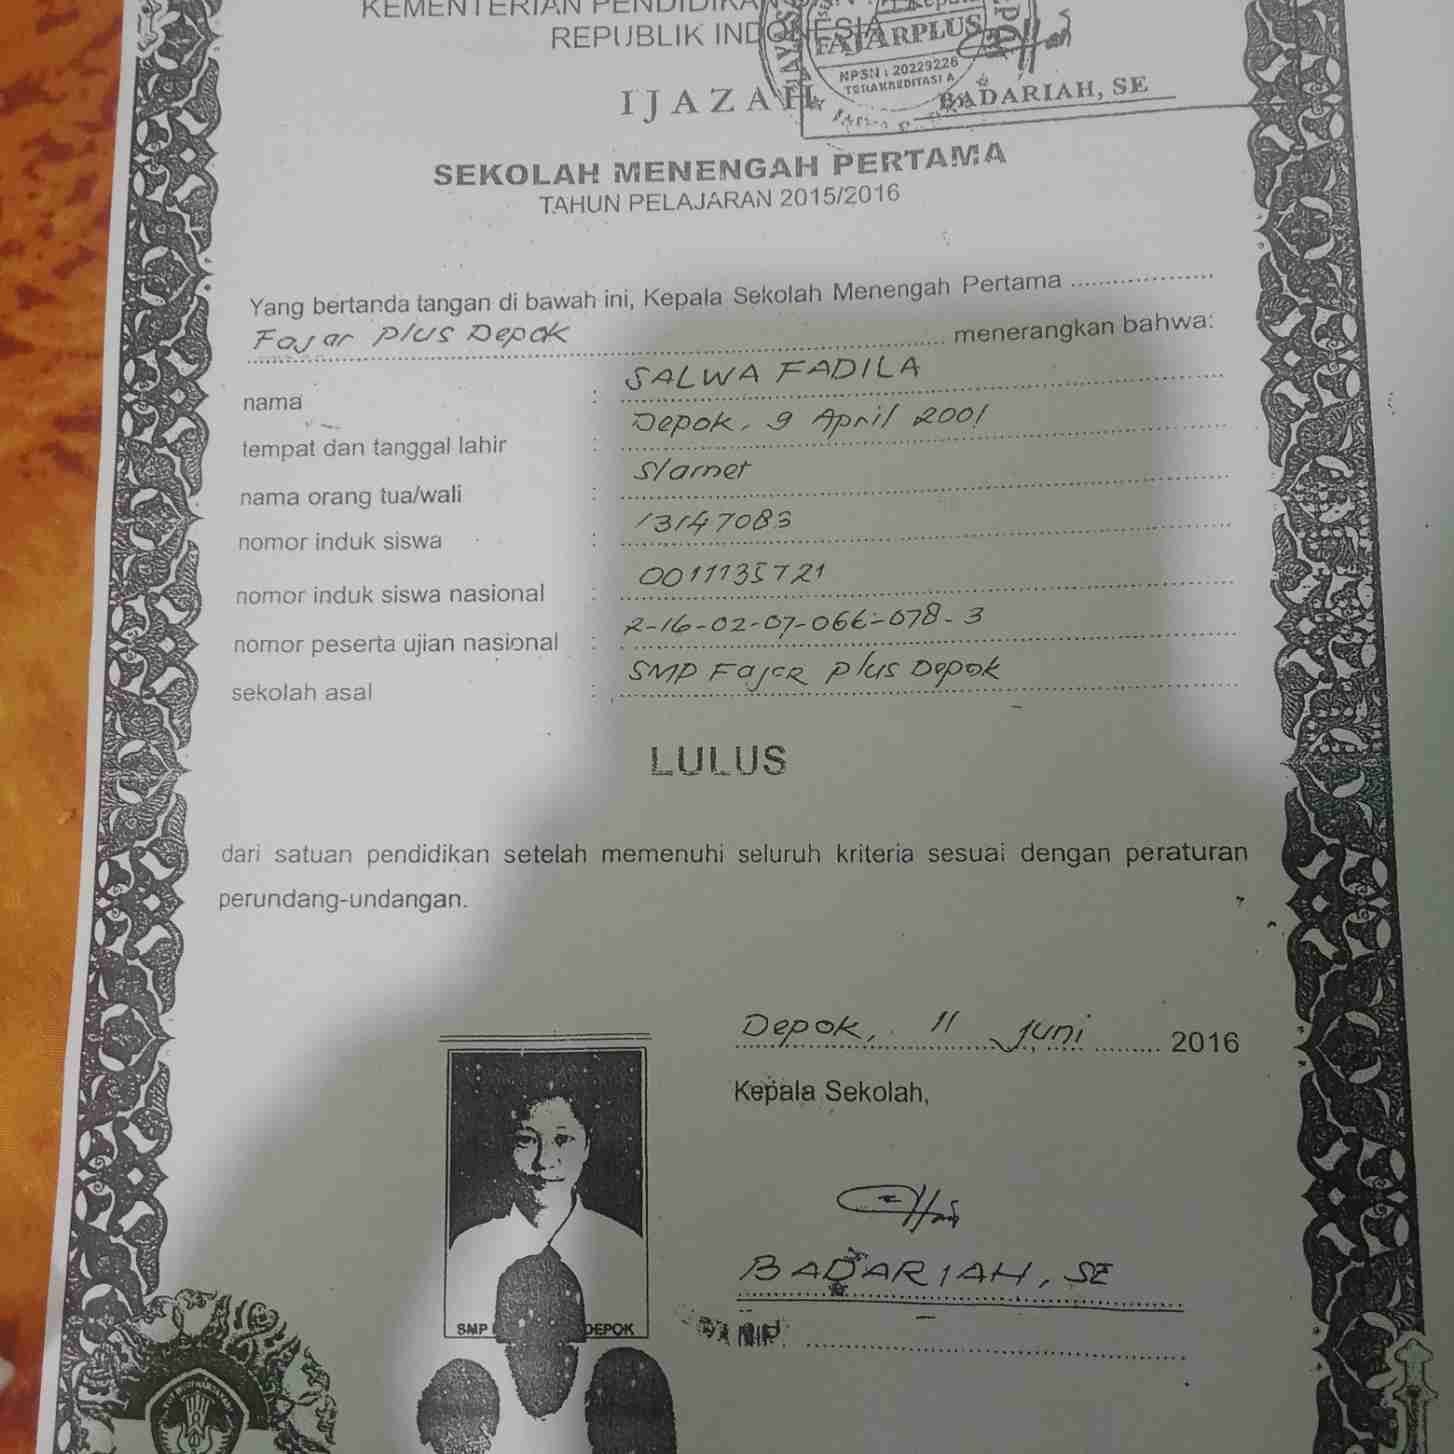 KEMENTERIAN PENDIDIKAN DAN
REPUBLIK INDONESIA
Kepala
FAJARPLUS
NPSN : 20229226
TERAKREDITASI A
BADARIAH, SE
IJAZAH
SEKOLAH MENENGAH PERTAMA
TAHUN PELAJARAN 2015/2016
Yang bertanda tangan di bawah ini, Kepala Sekolah Menengah Pertama
Fajar Plus Depok menerangkan bahwa:
nama : SALWA FADILA
tempat dan tanggal lahir : Depok, 9 April 2001
nama orang tua/wali : Slamet
nomor induk siswa : 13147083
nomor induk siswa nasional : 0011135721
nomor peserta ujian nasional : 2-16-02-07-066-078-3
sekolah asal : SMP Fajar Plus Depok
LULUS
dari satuan pendidikan setelah memenuhi seluruh kriteria sesuai dengan peraturan
perundang-undangan.
Depok, 11 Juni 2016
Kepala Sekolah,
BADARIAH, SE
NIP.
SMP DEPOK